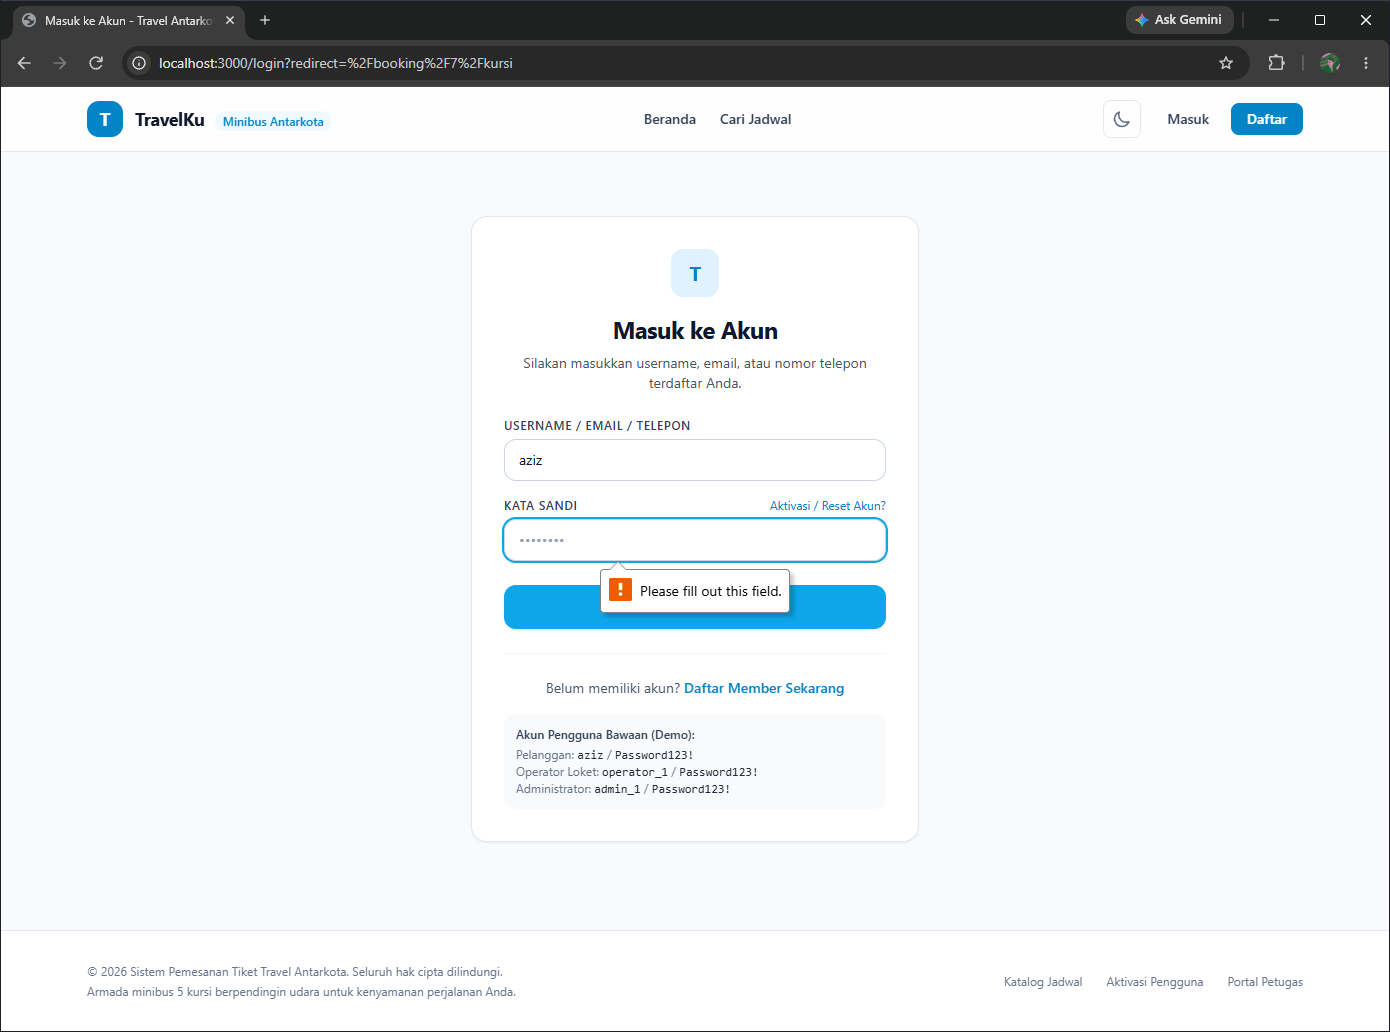 Masuk ke Akun - Travel Antarko
Ask Gemini
localhost:3000/login?redirect=%2Fbooking%2F7%2Fkursi
T
TravelKu
Minibus Antarkota
Beranda
Cari Jadwal
Masuk
Daftar
T
Masuk ke Akun
Silakan masukkan username, email, atau nomor telepon
terdaftar Anda.
USERNAME / EMAIL / TELEPON
aziz
KATA SANDI
Aktivasi / Reset Akun?
••••••••
Please fill out this field.
Belum memiliki akun? Daftar Member Sekarang
Akun Pengguna Bawaan (Demo):
Pelanggan: aziz / Password123!
Operator Loket: operator_1 / Password123!
Administrator: admin_1 / Password123!
© 2026 Sistem Pemesanan Tiket Travel Antarkota. Seluruh hak cipta dilindungi.
Armada minibus 5 kursi berpendingin udara untuk kenyamanan perjalanan Anda.
Katalog Jadwal
Aktivasi Pengguna
Portal Petugas